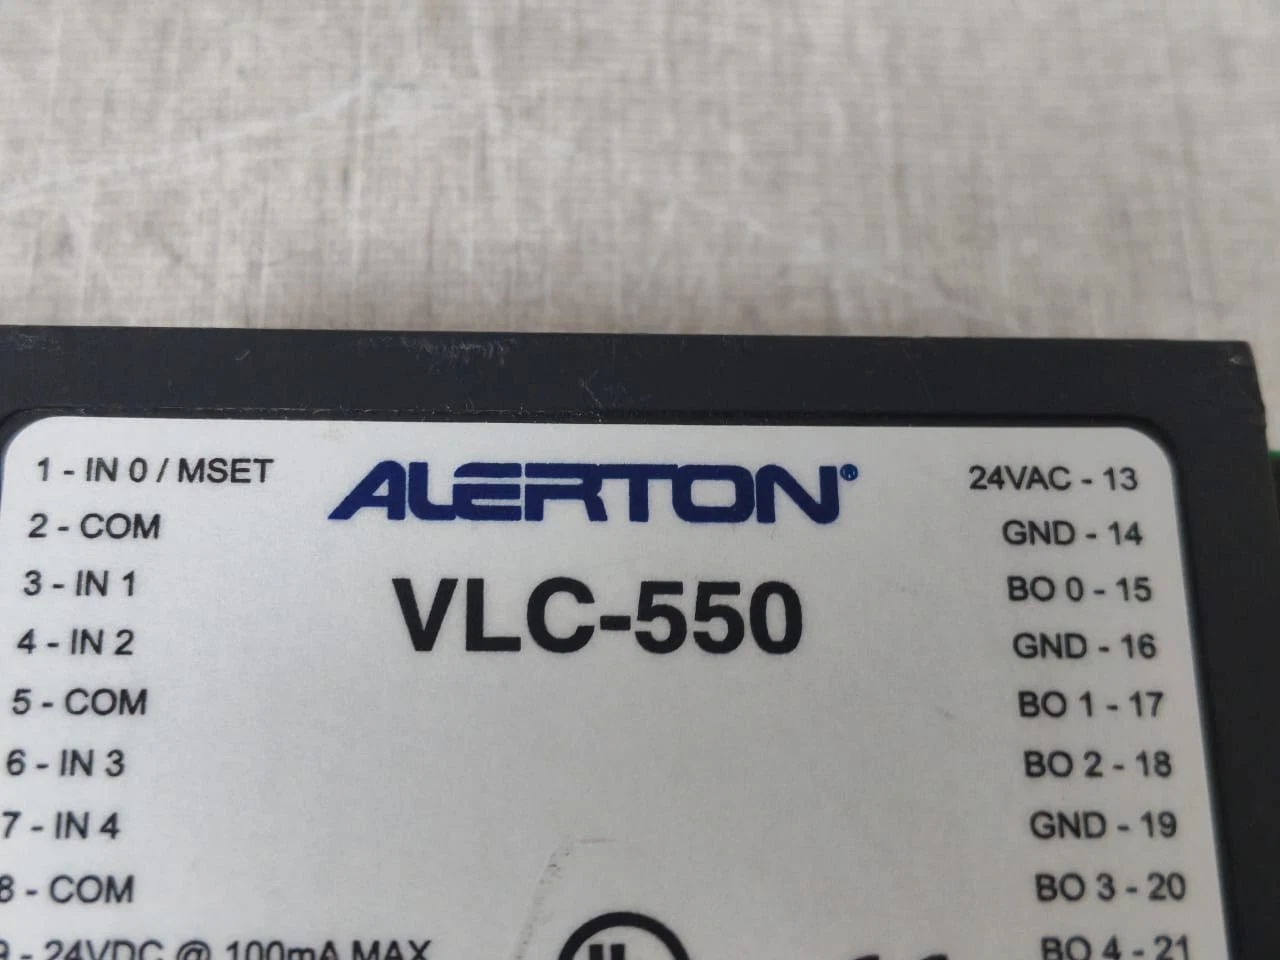 1 - IN 0 / MSET
2 - COM
3 - IN 1
4 - IN 2
5 - COM
6 - IN 3
7 - IN 4
8 - COM
9 - 24VDC @ 100mA MAX
ALERTON®
VLC-550
UL
24VAC - 13
GND - 14
BO 0 - 15
GND - 16
BO 1 - 17
BO 2 - 18
GND - 19
BO 3 - 20
BO 4 - 21